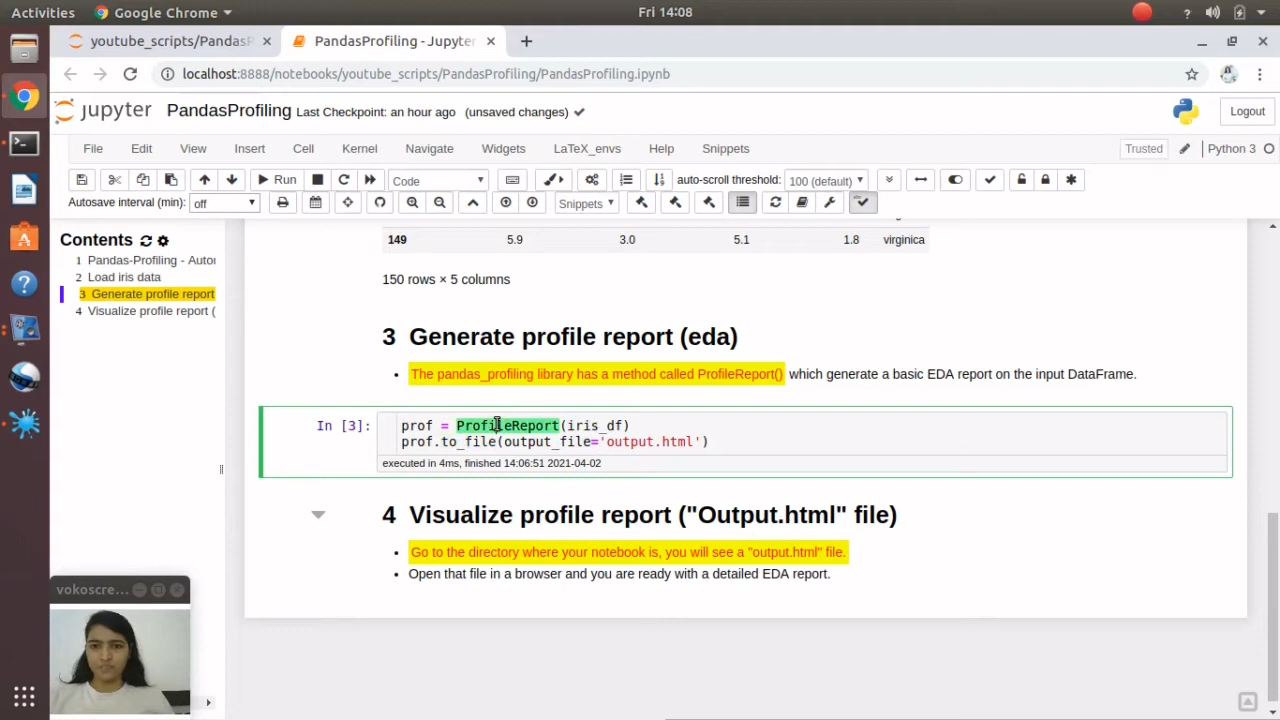 Activities Google Chrome Fri 14:08
youtube_scripts/PandasP PandasProfiling - Jupyter
localhost:8888/notebooks/youtube_scripts/PandasProfiling/PandasProfiling.ipynb
jupyter PandasProfiling Last Checkpoint: an hour ago (unsaved changes) Logout
File Edit View Insert Cell Kernel Navigate Widgets LaTeX_envs Help Snippets Trusted Python 3
Run Code auto-scroll threshold: 100 (default)
Autosave interval (min): off Snippets
Contents
1 Pandas-Profiling - Autor
2 Load iris data
3 Generate profile report
4 Visualize profile report (
149 5.9 3.0 5.1 1.8 virginica
150 rows × 5 columns
3 Generate profile report (eda)
• The pandas_profiling library has a method called ProfileReport() which generate a basic EDA report on the input DataFrame.
In [3]: prof = ProfileReport(iris_df)
prof.to_file(output_file='output.html')
executed in 4ms, finished 14:06:51 2021-04-02
4 Visualize profile report ("Output.html" file)
• Go to the directory where your notebook is, you will see a "output.html" file.
• Open that file in a browser and you are ready with a detailed EDA report.
vokoscre...